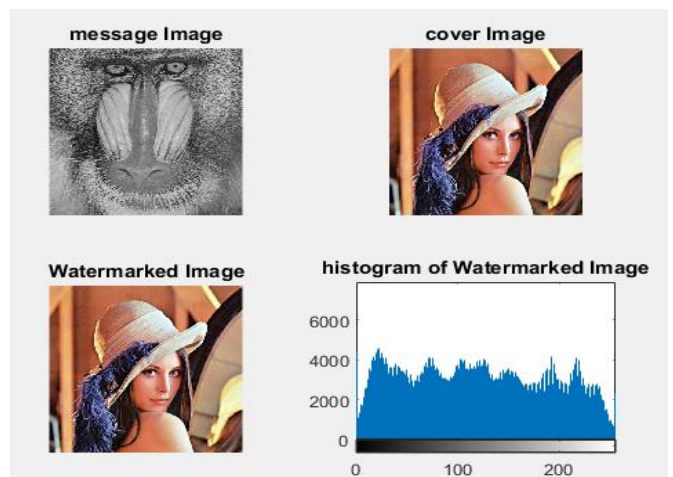 message Image
cover Image
Watermarked Image
histogram of Watermarked Image
6000
4000
2000
0
0 100 200